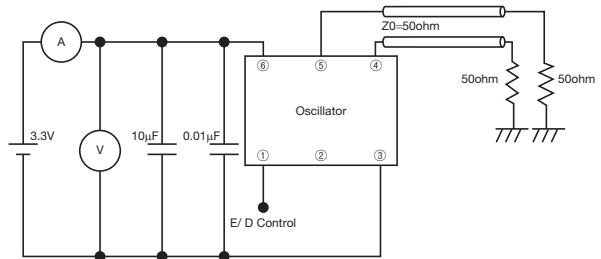 A
Z0=50ohm
⑥ ⑤ ④
50ohm 50ohm
Oscillator
3.3V
V
10μF 0.01μF
① ② ③
E/ D Control